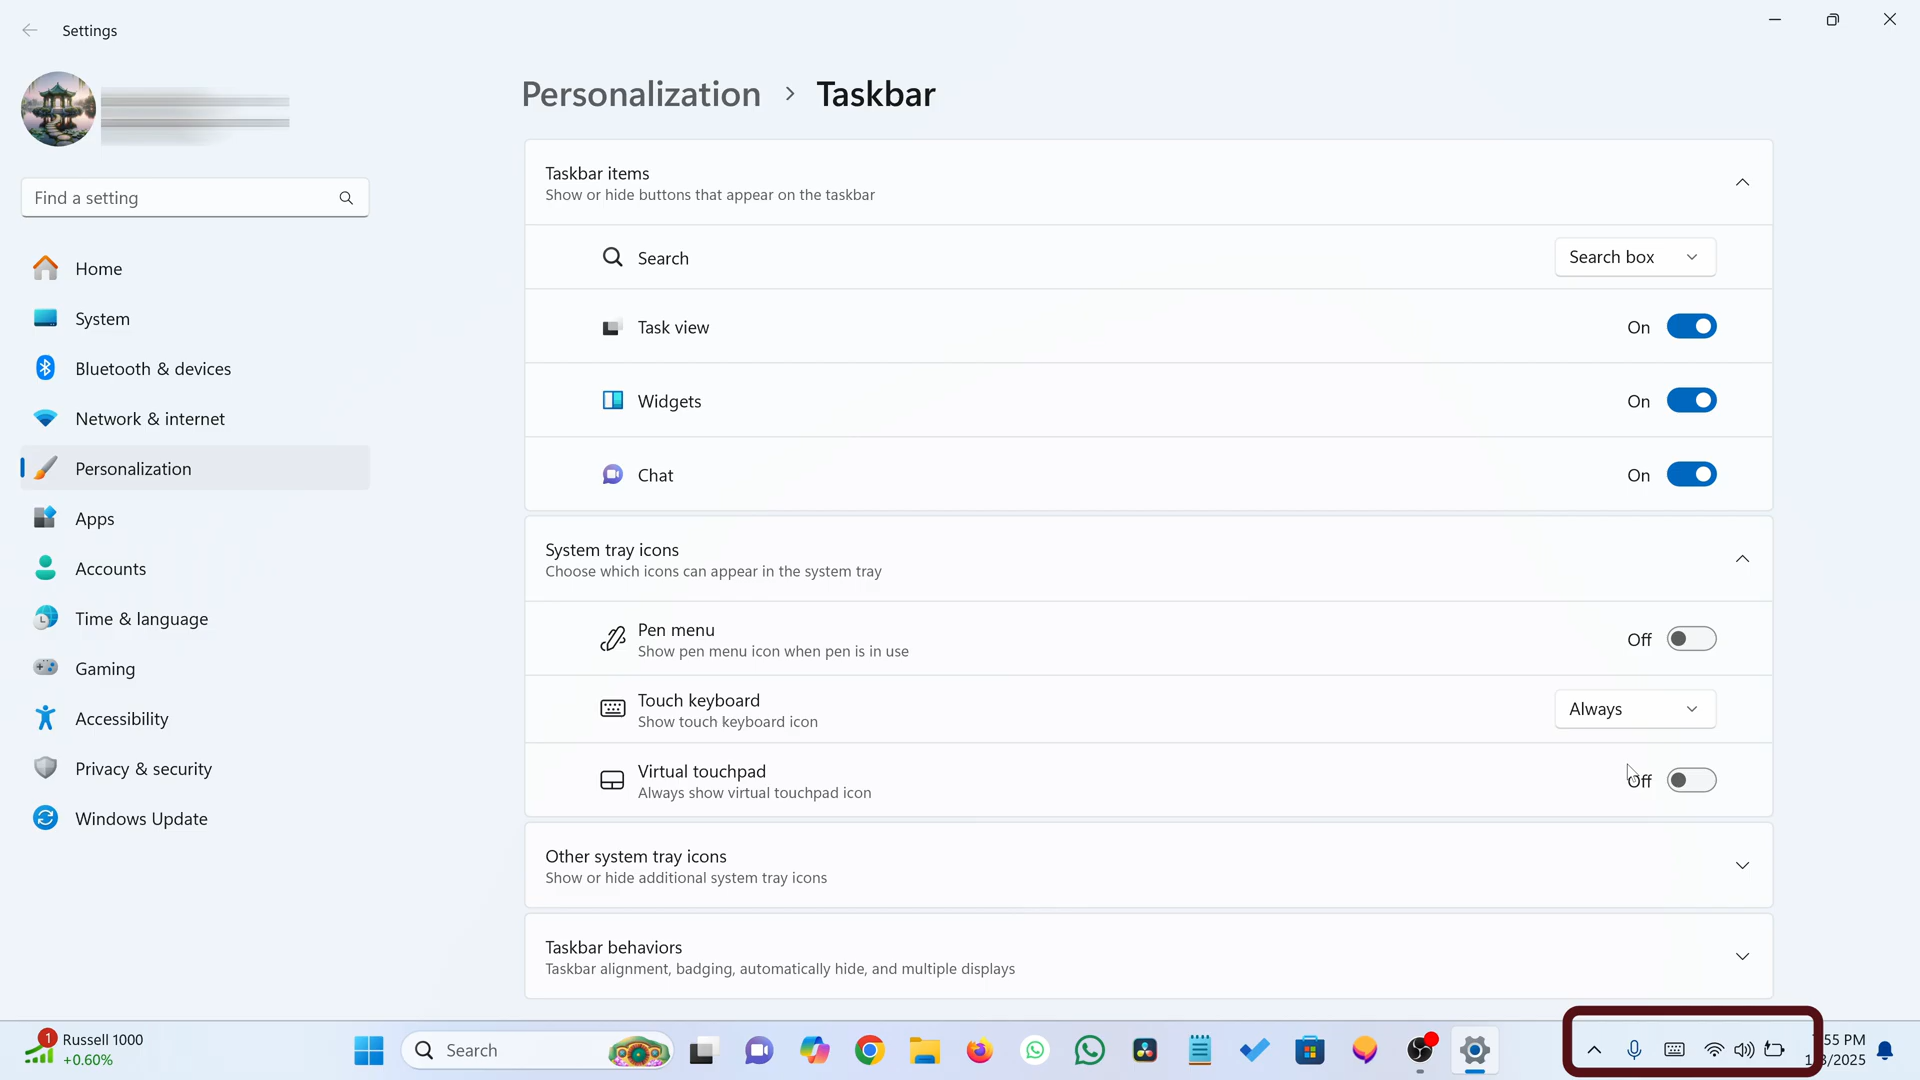 Settings
Find a setting
Home
System
Bluetooth & devices
Network & internet
Personalization
Apps
Accounts
Time & language
Gaming
Accessibility
Privacy & security
Windows Update
Personalization > Taskbar
Taskbar items
Show or hide buttons that appear on the taskbar
Search
Search box
Task view
On
Widgets
On
Chat
On
System tray icons
Choose which icons can appear in the system tray
Pen menu
Show pen menu icon when pen is in use
Off
Touch keyboard
Show touch keyboard icon
Always
Virtual touchpad
Always show virtual touchpad icon
Off
Other system tray icons
Show or hide additional system tray icons
Taskbar behaviors
Taskbar alignment, badging, automatically hide, and multiple displays
1
Russell 1000
+0.60%
Search
55 PM
/2025